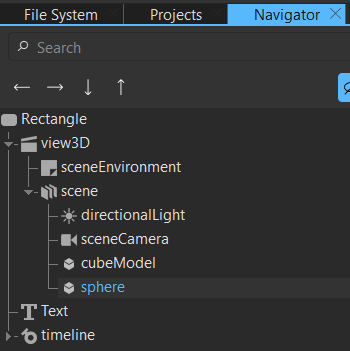 File System Projects Navigator
Search
Rectangle
view3D
sceneEnvironment
scene
directionalLight
sceneCamera
cubeModel
sphere
Text
timeline